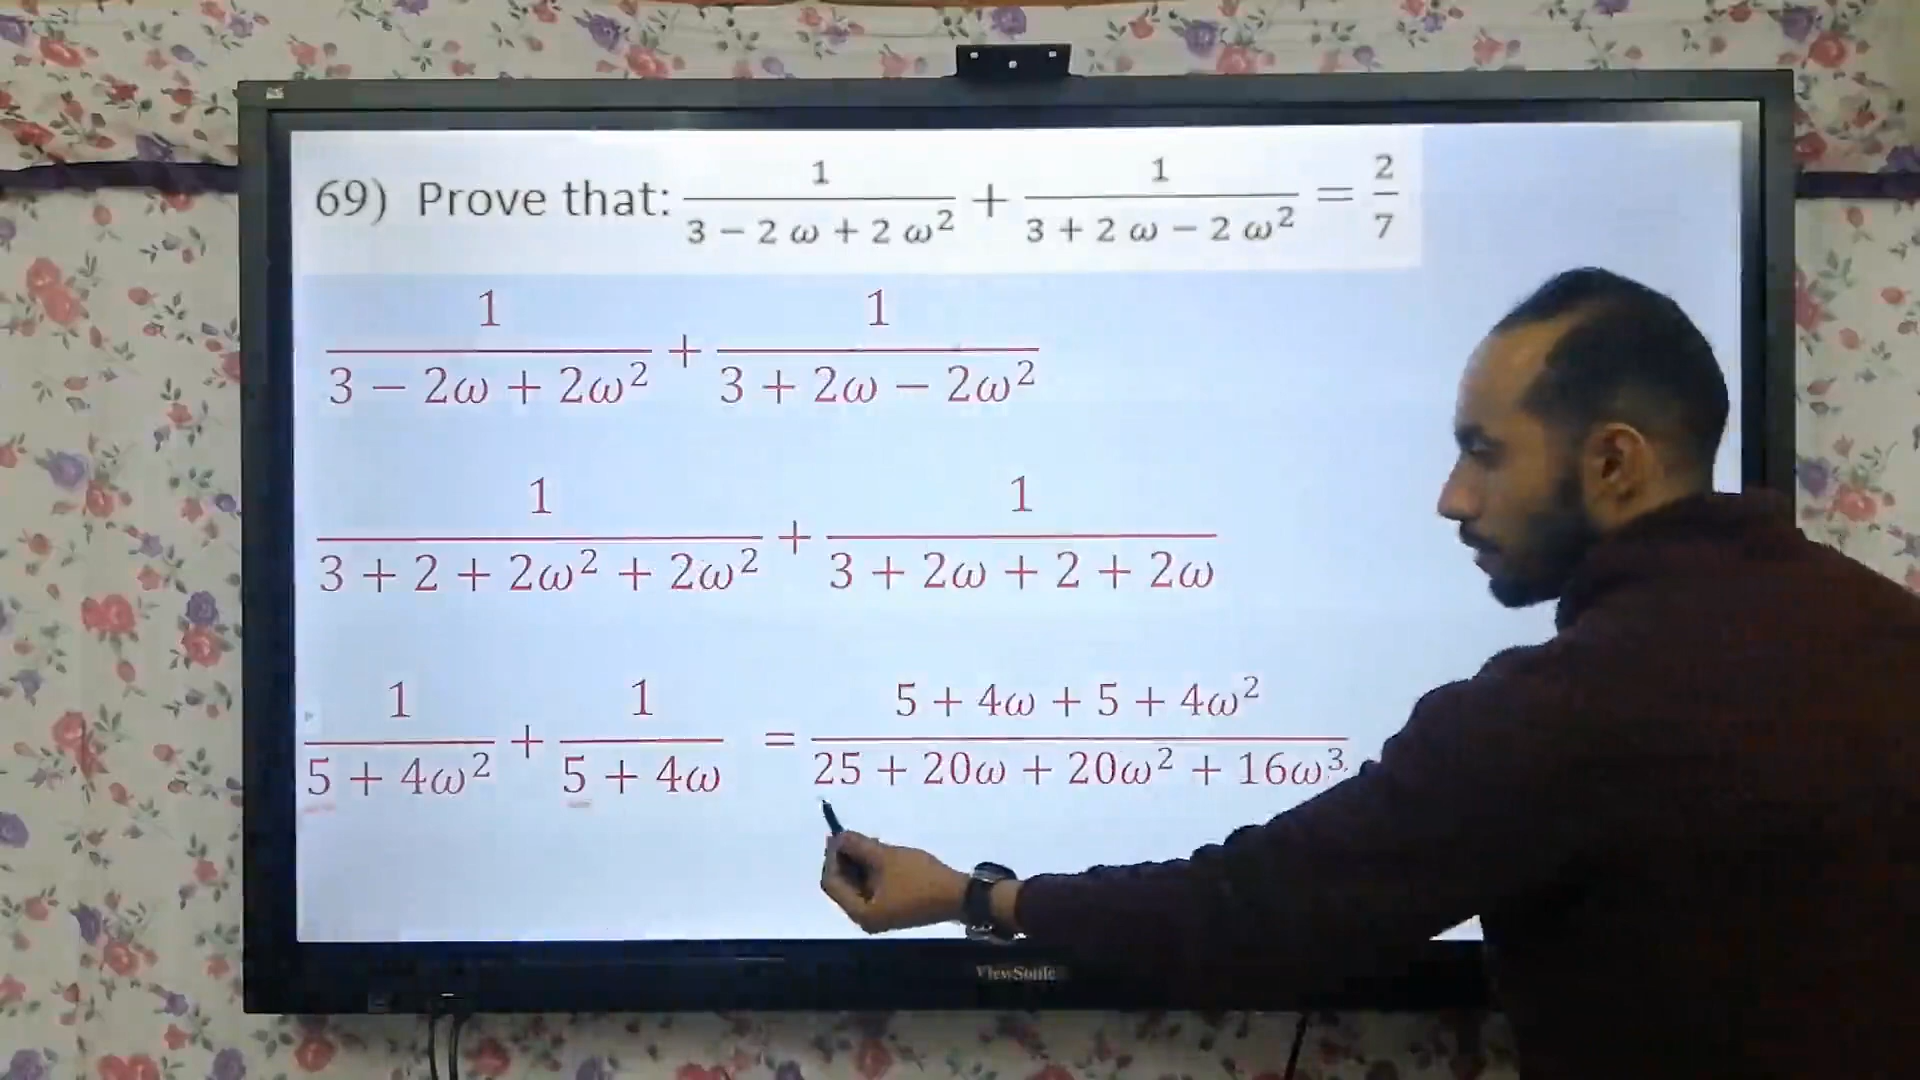 69) Prove that: 1/(3 − 2 ω + 2 ω²) + 1/(3 + 2 ω − 2 ω²) = 2/7
1/(3 − 2ω + 2ω²) + 1/(3 + 2ω − 2ω²)
1/(3 + 2 + 2ω² + 2ω²) + 1/(3 + 2ω + 2 + 2ω)
1/(5 + 4ω²) + 1/(5 + 4ω) = (5 + 4ω + 5 + 4ω²)/(25 + 20ω + 20ω² + 16ω³)
ViewSonic